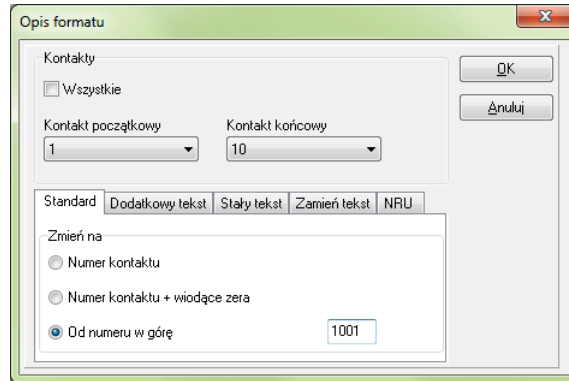 Opis formatu
Kontakty
Wszystkie
OK
Anuluj
Kontakt początkowy Kontakt końcowy
1 10
Standard Dodatkowy tekst Stały tekst Zamień tekst NRU
Zmień na
Numer kontaktu
Numer kontaktu + wiodące zera
Od numeru w górę 1001